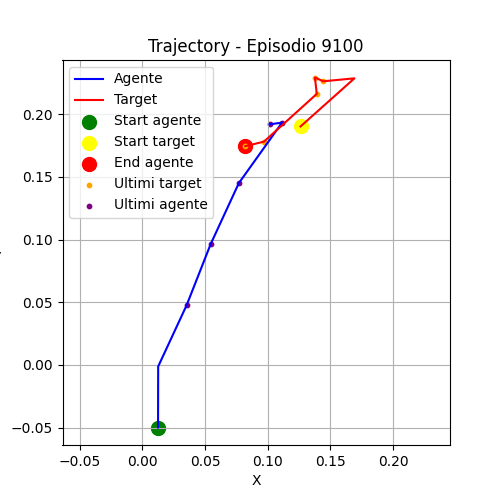 Trajectory - Episodio 9100
Agente
Target
Start agente
Start target
End agente
Ultimi target
Ultimi agente
0.20
0.15
0.10
0.05
0.00
−0.05
−0.05
0.00
0.05
0.10
0.15
0.20
X